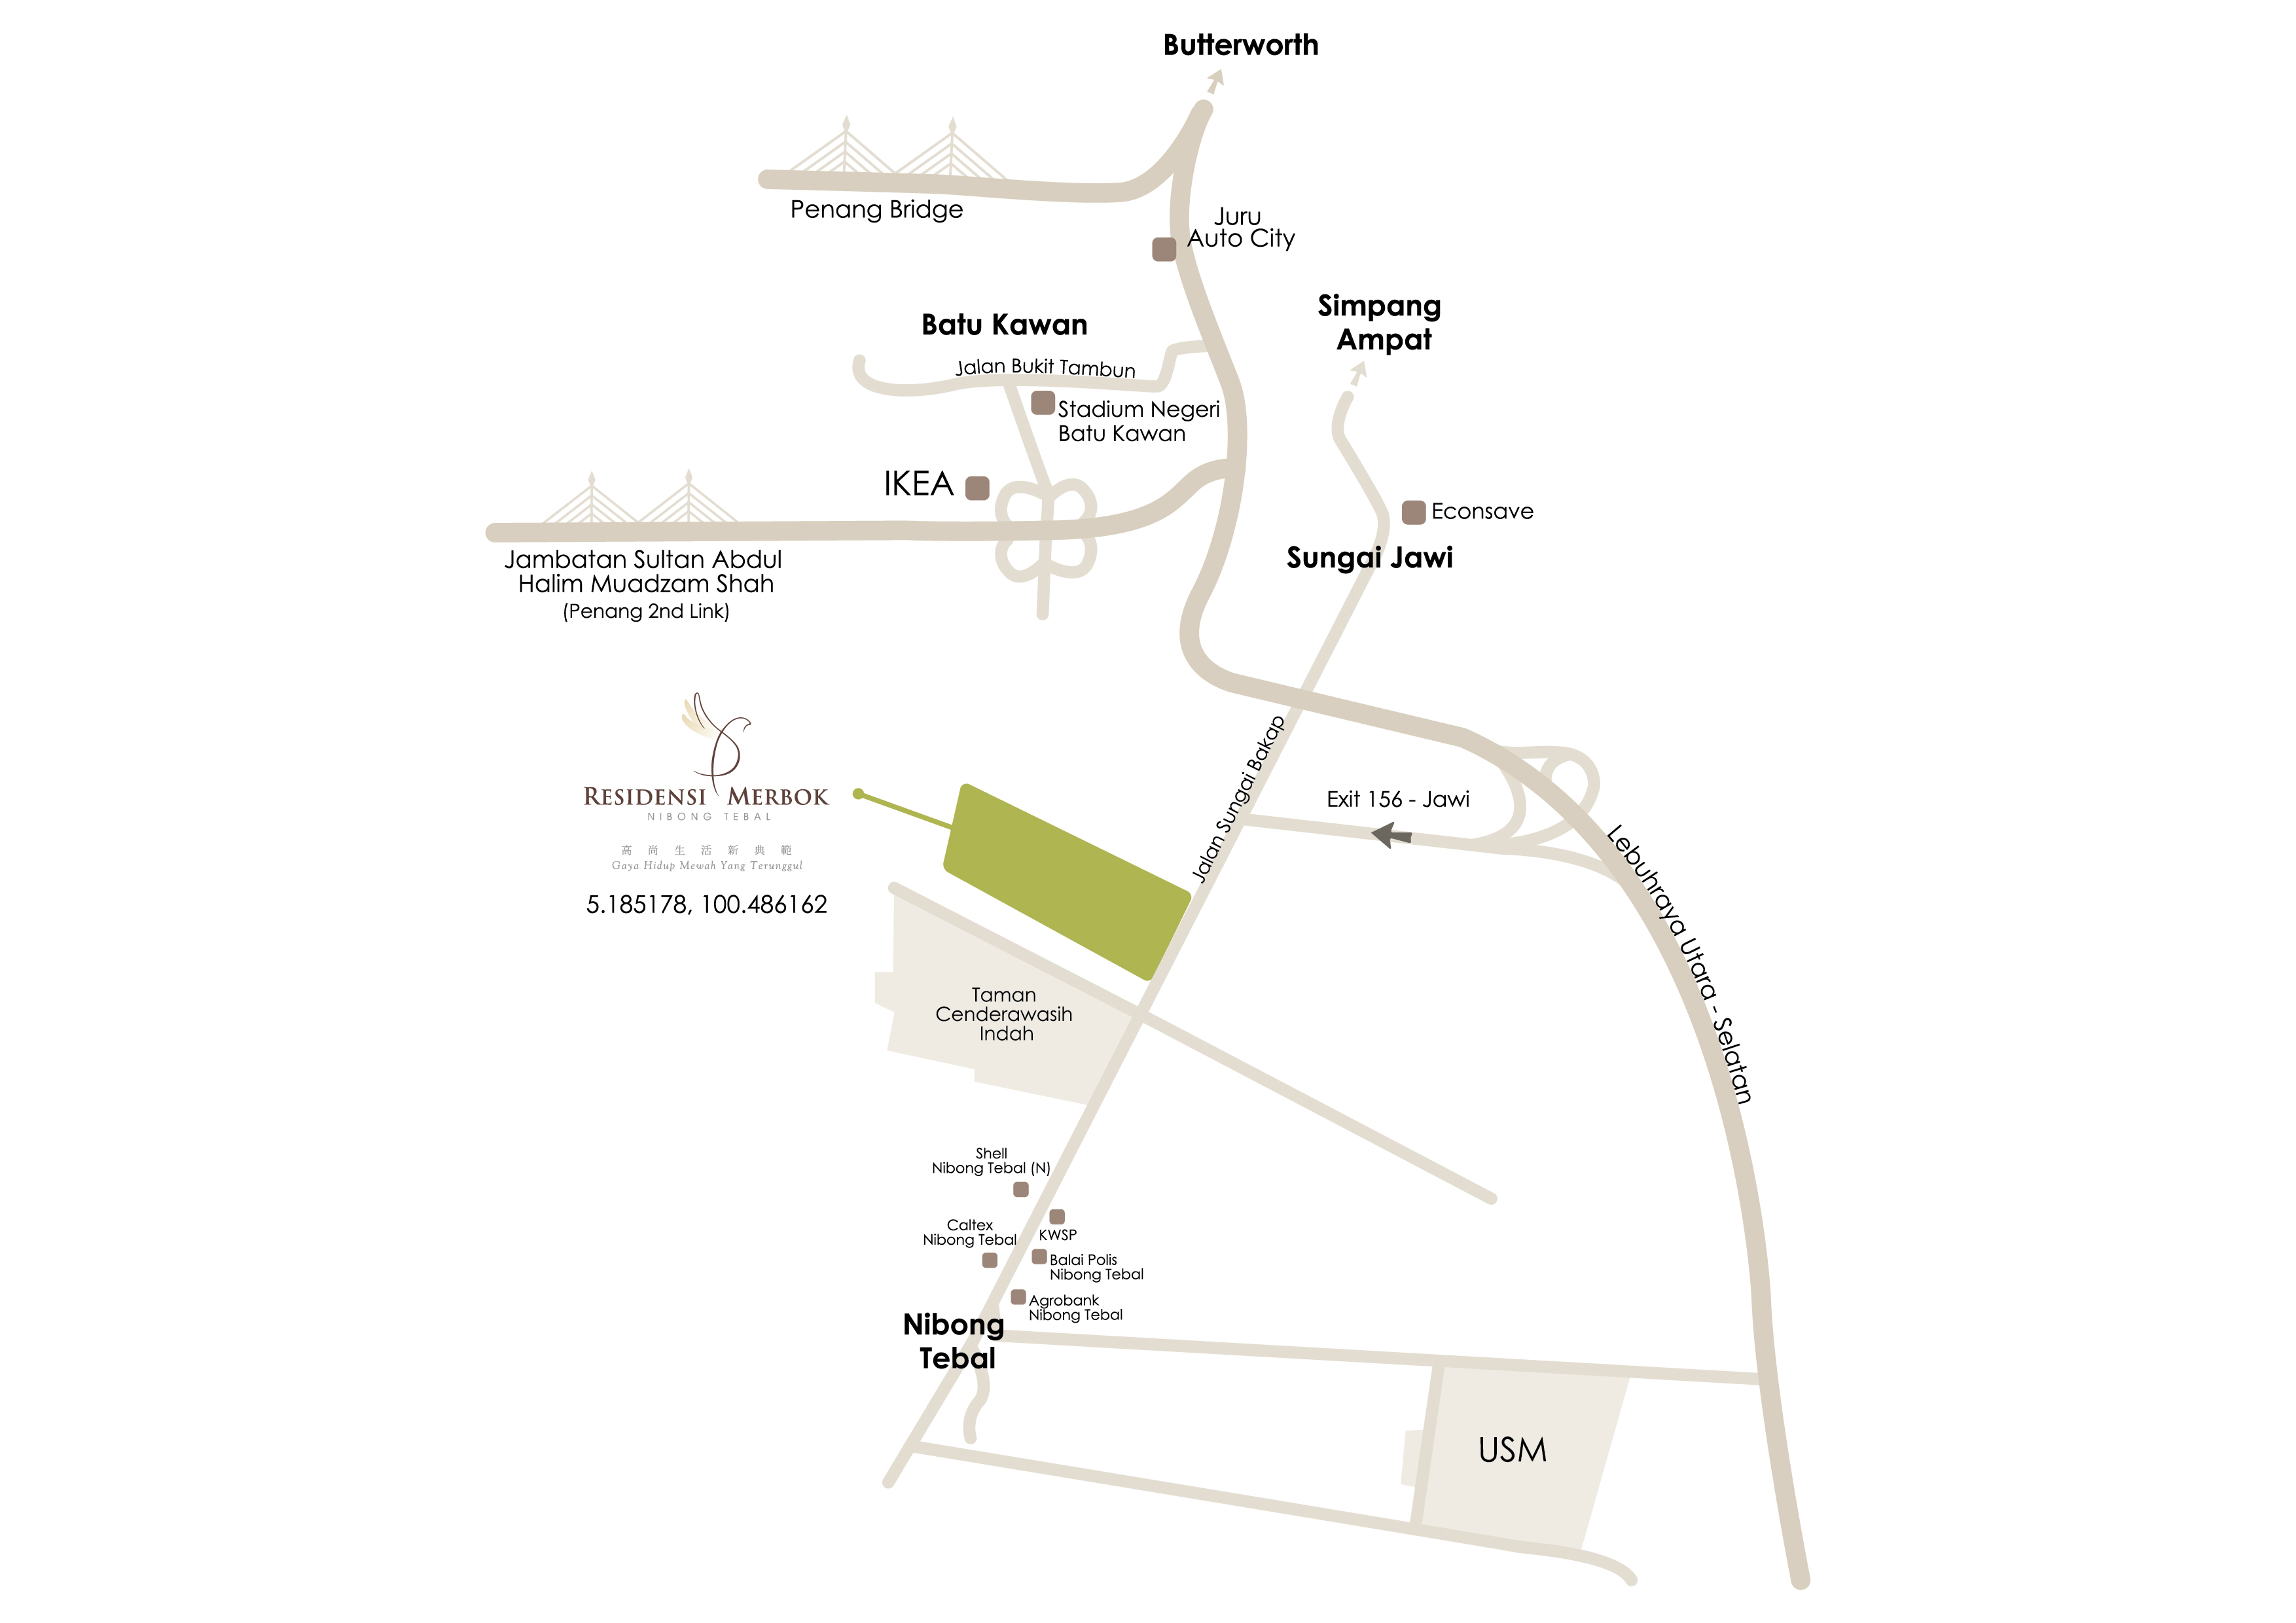 Butterworth
Penang Bridge
Juru
Auto City
Simpang
Ampat
Batu Kawan
Jalan Bukit Tambun
Stadium Negeri
Batu Kawan
IKEA
Econsave
Sungai Jawi
Jambatan Sultan Abdul
Halim Muadzam Shah
(Penang 2nd Link)
Jalan Sungai Bakap
RESIDENSI MERBOK
NIBONG TEBAL
高尚生活新典範
Gaya Hidup Mewah Yang Terunggul
5.185178, 100.486162
Exit 156 - Jawi
Lebuhraya Utara - Selatan
Taman
Cenderawasih
Indah
Shell
Nibong Tebal (N)
KWSP
Caltex
Nibong Tebal
Balai Polis
Nibong Tebal
Agrobank
Nibong Tebal
Nibong
Tebal
USM